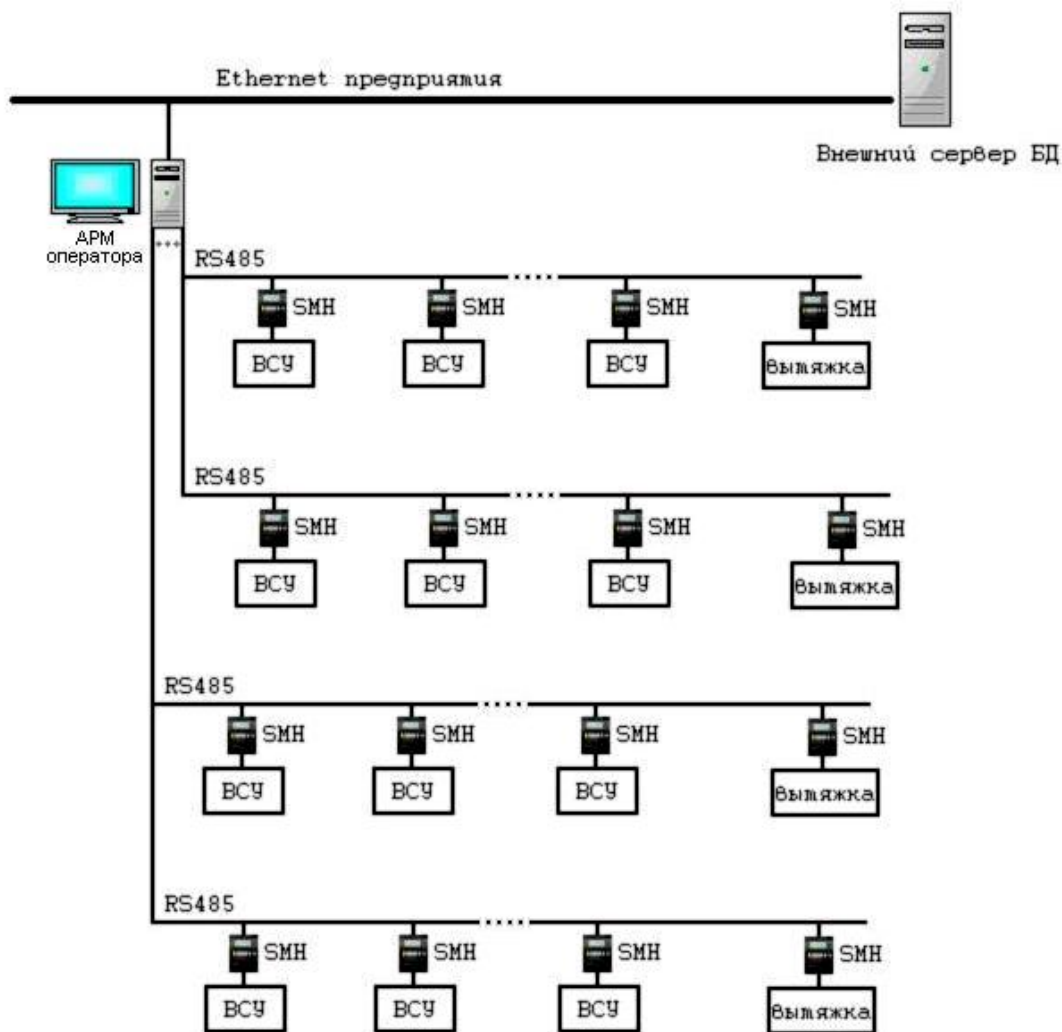 Ethernet предприятия
Внешний сервер БД
АРМ
оператора
RS485
SMH SMH SMH SMH
ВСУ ВСУ ВСУ вытяжка
RS485
SMH SMH SMH SMH
ВСУ ВСУ ВСУ вытяжка
RS485
SMH SMH SMH SMH
ВСУ ВСУ ВСУ вытяжка
RS485
SMH SMH SMH SMH
ВСУ ВСУ ВСУ вытяжка